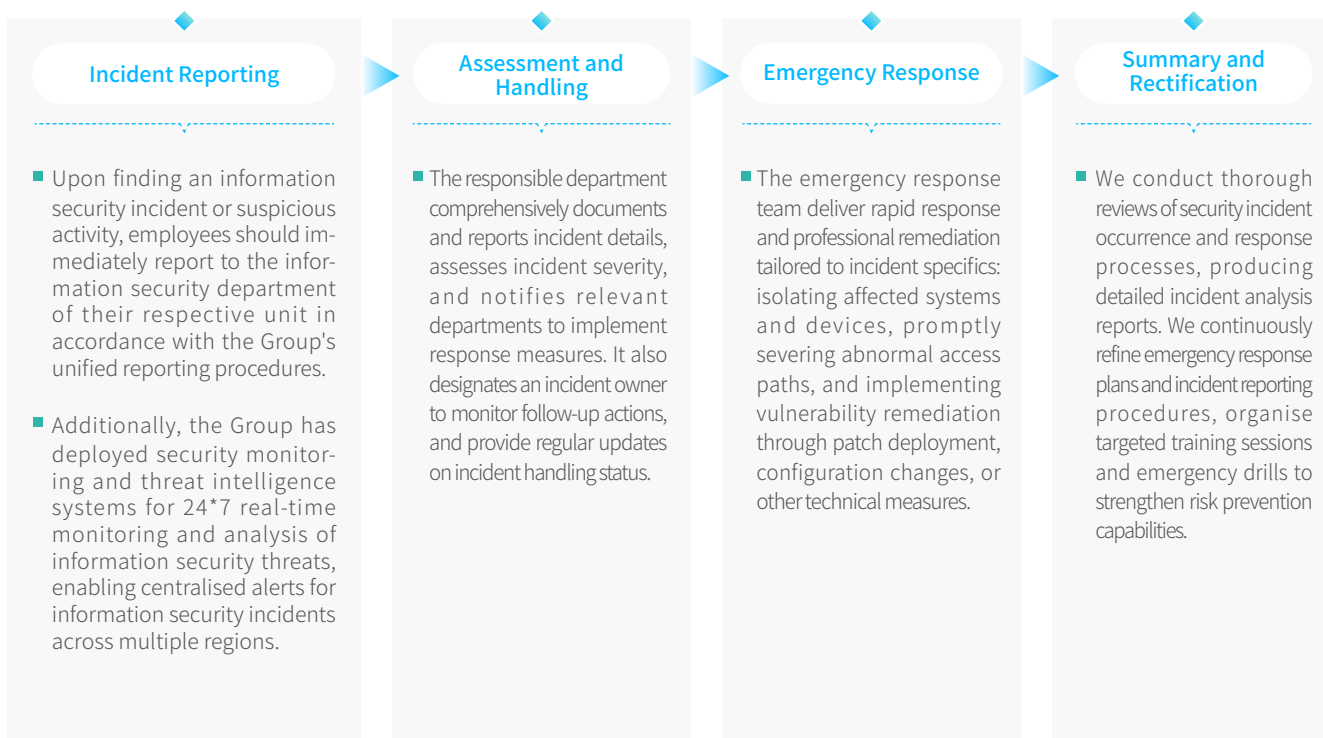 Incident Reporting
Upon finding an information
security incident or suspicious
activity, employees should im-
mediately report to the infor-
mation security department
of their respective unit in
accordance with the Group's
unified reporting procedures.
Additionally, the Group has
deployed security monitor-
ing and threat intelligence
systems for 24*7 real-time
monitoring and analysis of
information security threats,
enabling centralised alerts for
information security incidents
across multiple regions.
Assessment and
Handling
The responsible department
comprehensively documents
and reports incident details,
assesses incident severity,
and notifies relevant
departments to implement
response measures. It also
designates an incident owner
to monitor follow-up actions,
and provide regular updates
on incident handling status.
Emergency Response
The emergency response
team deliver rapid response
and professional remediation
tailored to incident specifics:
isolating affected systems
and devices, promptly
severing abnormal access
paths, and implementing
vulnerability remediation
through patch deployment,
configuration changes, or
other technical measures.
Summary and
Rectification
We conduct thorough
reviews of security incident
occurrence and response
processes, producing
detailed incident analysis
reports. We continuously
refine emergency response
plans and incident reporting
procedures, organise
targeted training sessions
and emergency drills to
strengthen risk prevention
capabilities.